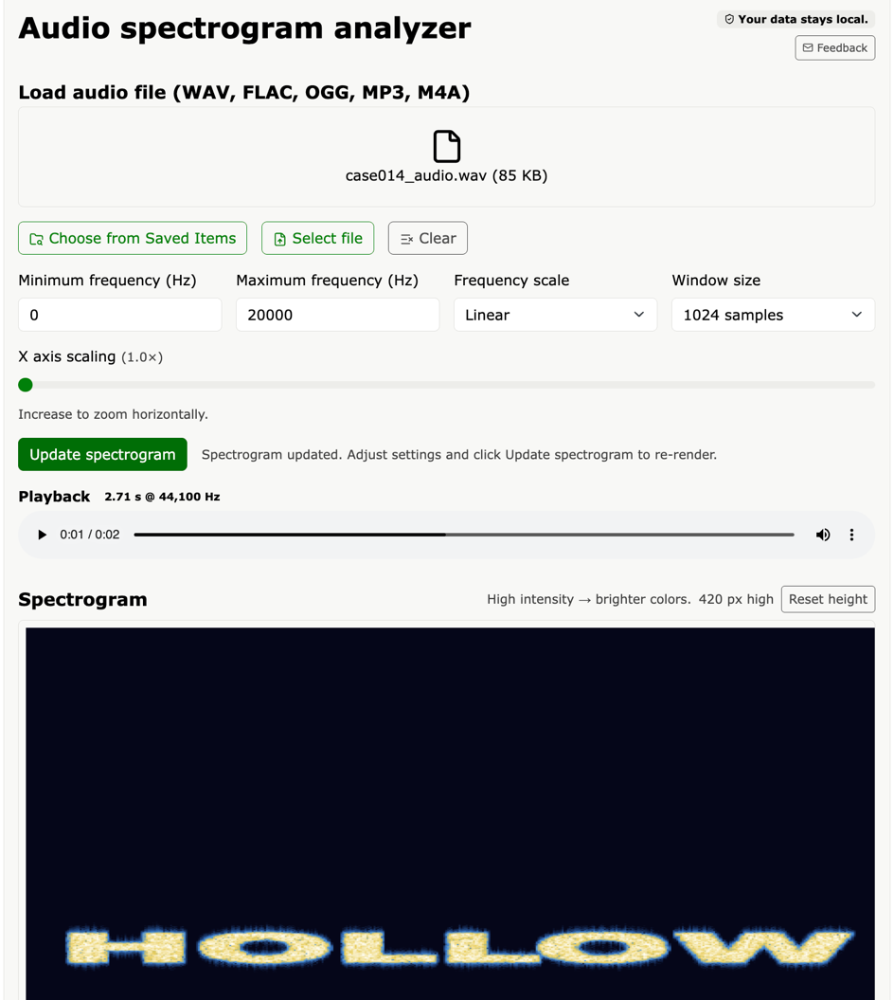 Audio spectrogram analyzer
Your data stays local.
Feedback
Load audio file (WAV, FLAC, OGG, MP3, M4A)
case014_audio.wav (85 KB)
Choose from Saved Items Select file Clear
Minimum frequency (Hz) Maximum frequency (Hz) Frequency scale Window size
0 20000 Linear 1024 samples
X axis scaling (1.0×)
Increase to zoom horizontally.
Update spectrogram Spectrogram updated. Adjust settings and click Update spectrogram to re-render.
Playback 2.71 s @ 44,100 Hz
0:01 / 0:02
Spectrogram High intensity → brighter colors. 420 px high Reset height
HOLLOW